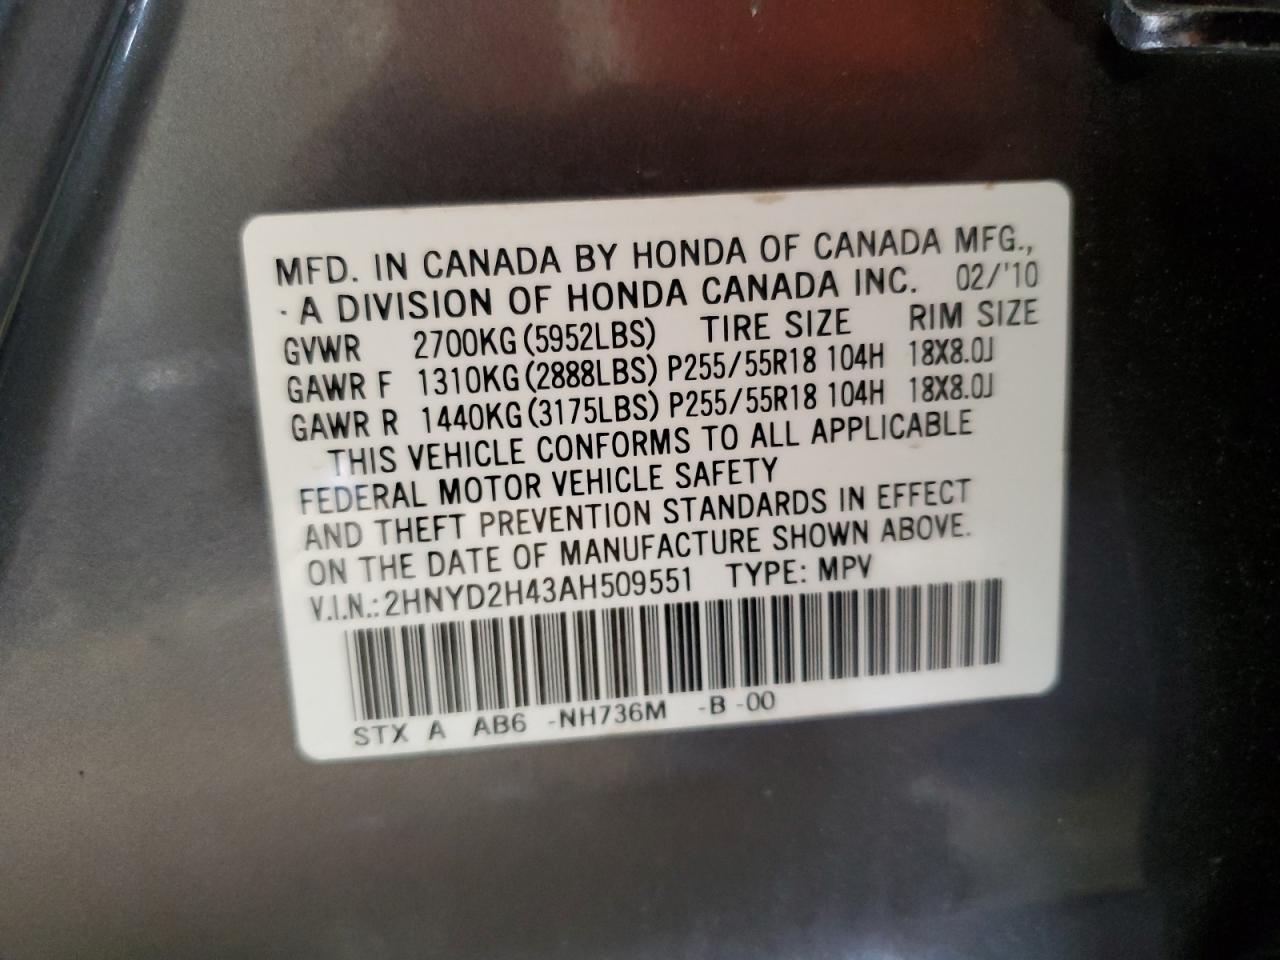 MFD. IN CANADA BY HONDA OF CANADA MFG.,
· A DIVISION OF HONDA CANADA INC. 02/'10
GVWR 2700KG (5952LBS) TIRE SIZE RIM SIZE
GAWR F 1310KG (2888LBS) P255/55R18 104H 18X8.0J
GAWR R 1440KG (3175LBS) P255/55R18 104H 18X8.0J
THIS VEHICLE CONFORMS TO ALL APPLICABLE
FEDERAL MOTOR VEHICLE SAFETY
AND THEFT PREVENTION STANDARDS IN EFFECT
ON THE DATE OF MANUFACTURE SHOWN ABOVE.
V.I.N.: 2HNYD2H43AH509551 TYPE: MPV
STX A AB6 -NH736M -B -00